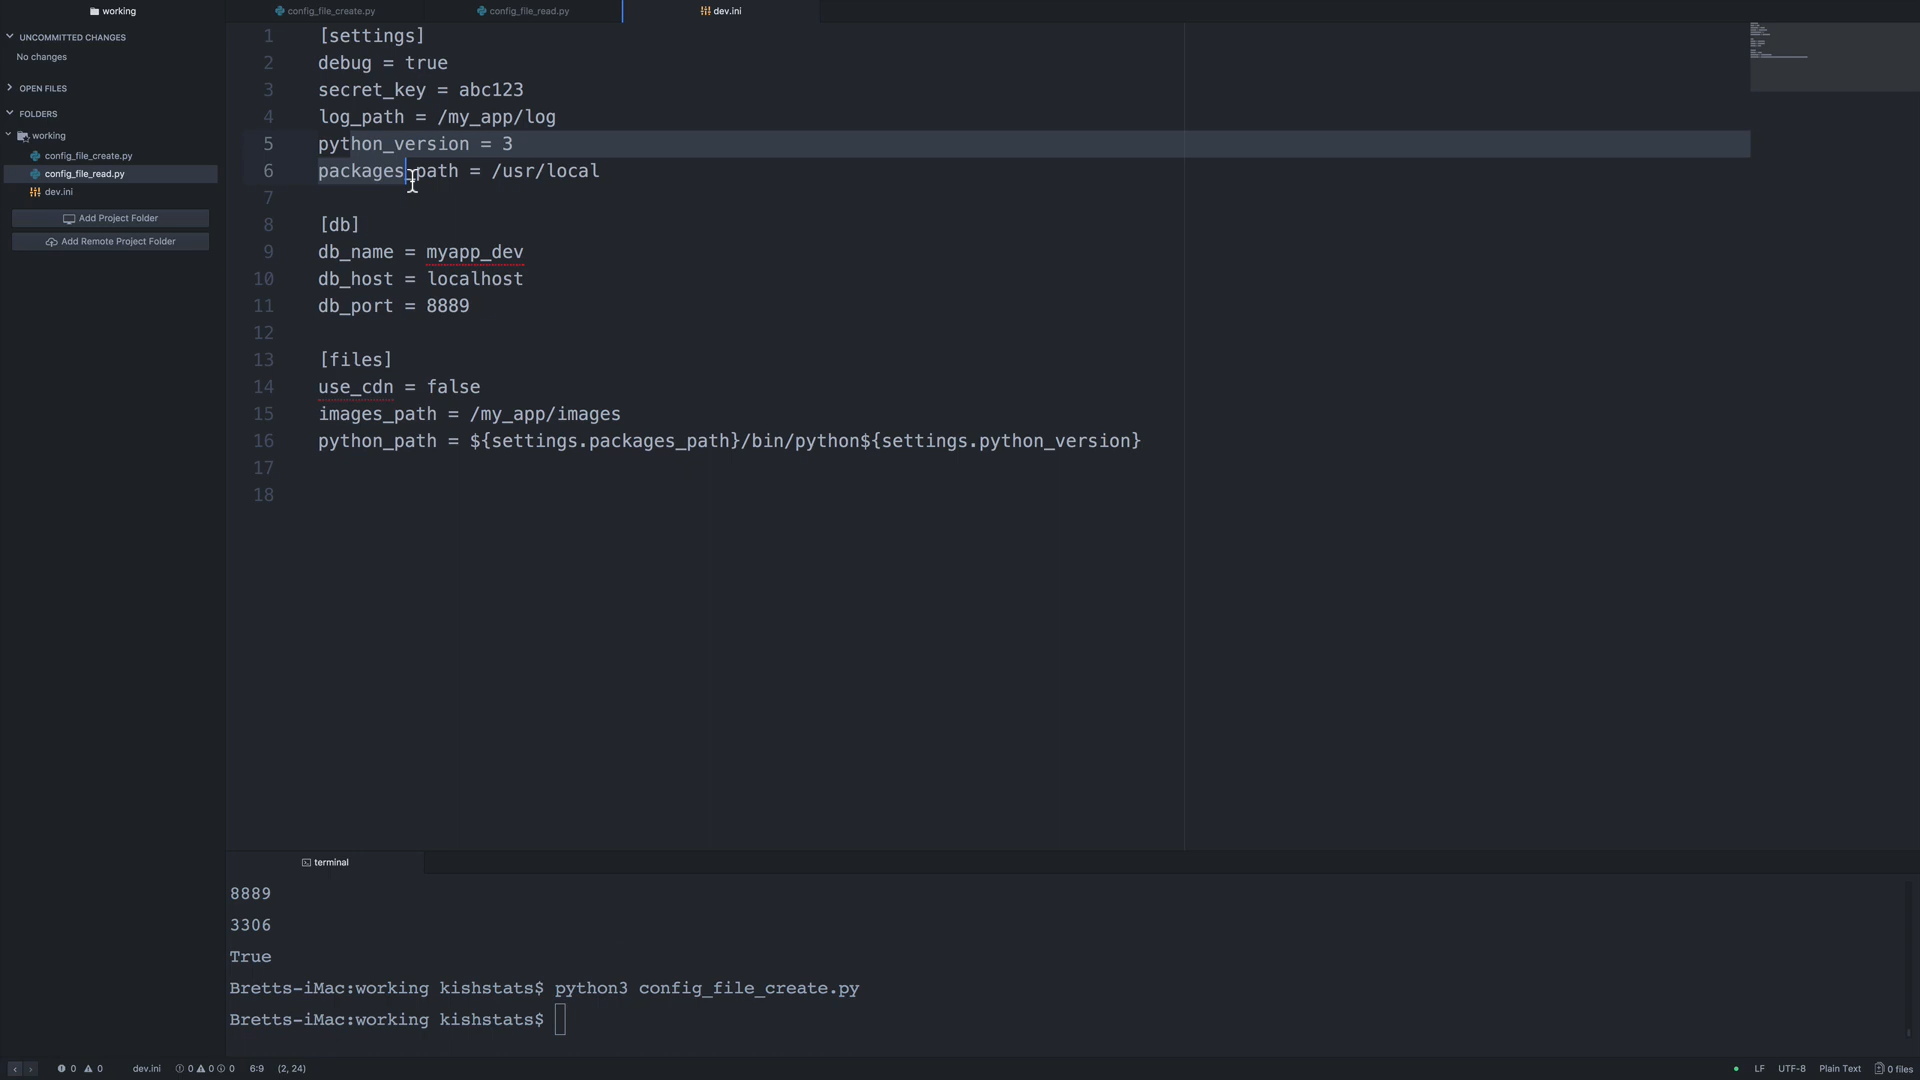 working
config_file_create.py
config_file_read.py
dev.ini
UNCOMMITTED CHANGES
No changes
OPEN FILES
FOLDERS
working
config_file_create.py
config_file_read.py
dev.ini
Add Project Folder
Add Remote Project Folder
1 [settings]
2 debug = true
3 secret_key = abc123
4 log_path = /my_app/log
5 python_version = 3
6 packages_path = /usr/local
7
8 [db]
9 db_name = myapp_dev
10 db_host = localhost
11 db_port = 8889
12
13 [files]
14 use_cdn = false
15 images_path = /my_app/images
16 python_path = ${settings.packages_path}/bin/python${settings.python_version}
17
18
terminal
8889
3306
True
Bretts-iMac:working kishstats$ python3 config_file_create.py
Bretts-iMac:working kishstats$
0 0 dev.ini 0 0 0 6:9 (2, 24) LF UTF-8 Plain Text 0 files